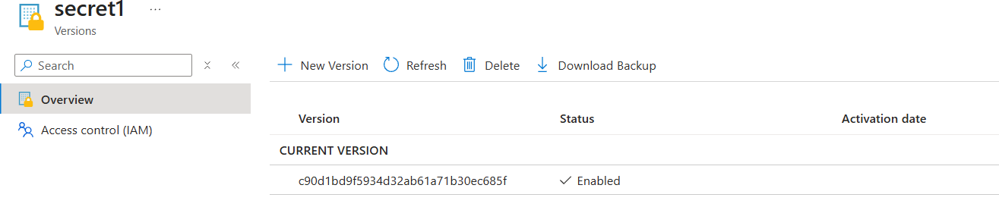 secret1 ...
Versions
Search
New Version Refresh Delete Download Backup
Overview
Access control (IAM)
Version Status Activation date
CURRENT VERSION
c90d1bd9f5934d32ab61a71b30ec685f Enabled